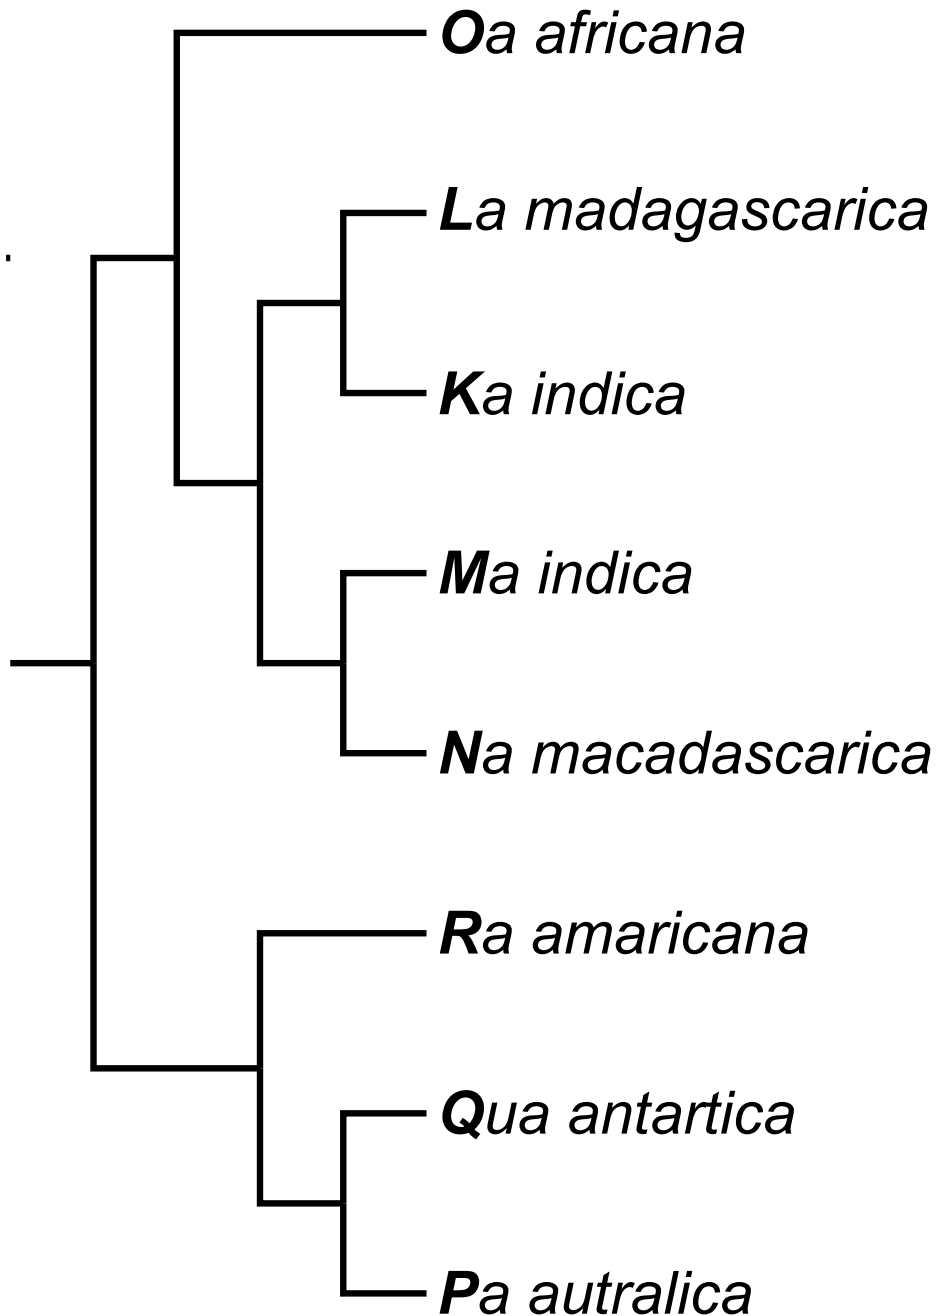 Oa africana
La madagascarica
Ka indica
Ma indica
Na macadascarica
Ra amaricana
Qua antartica
Pa autralica